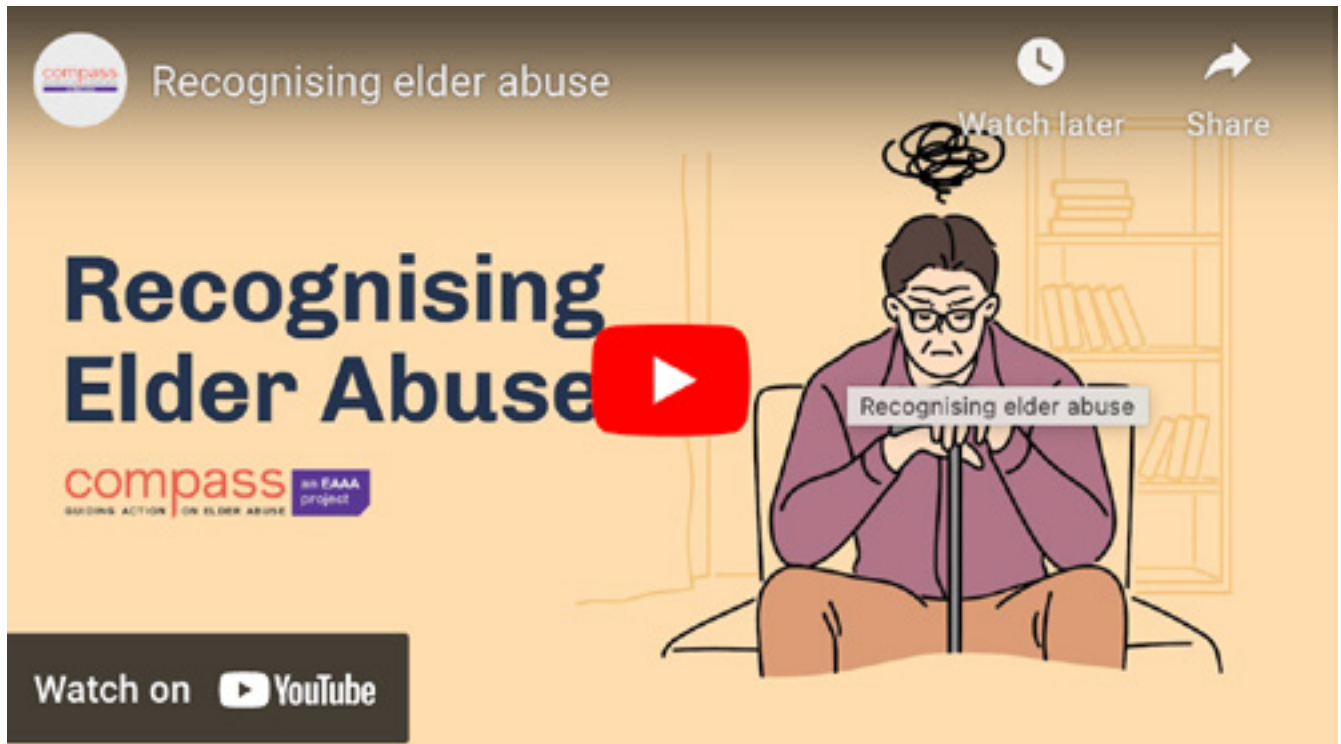 compass
Recognising elder abuse
Watch later
Share
Recognising
Elder Abuse
Recognising elder abuse
compass
GUIDING ACTION ON ELDER ABUSE
an EAAA
project
Watch on YouTube